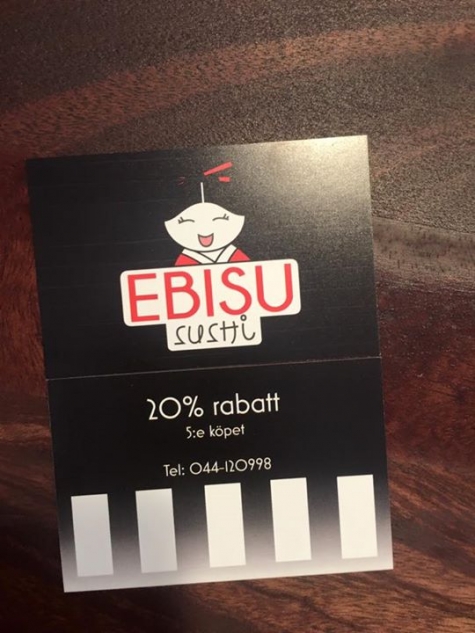 EBISU
SUSHi
20% rabatt
5:e köpet
Tel: 044-120998